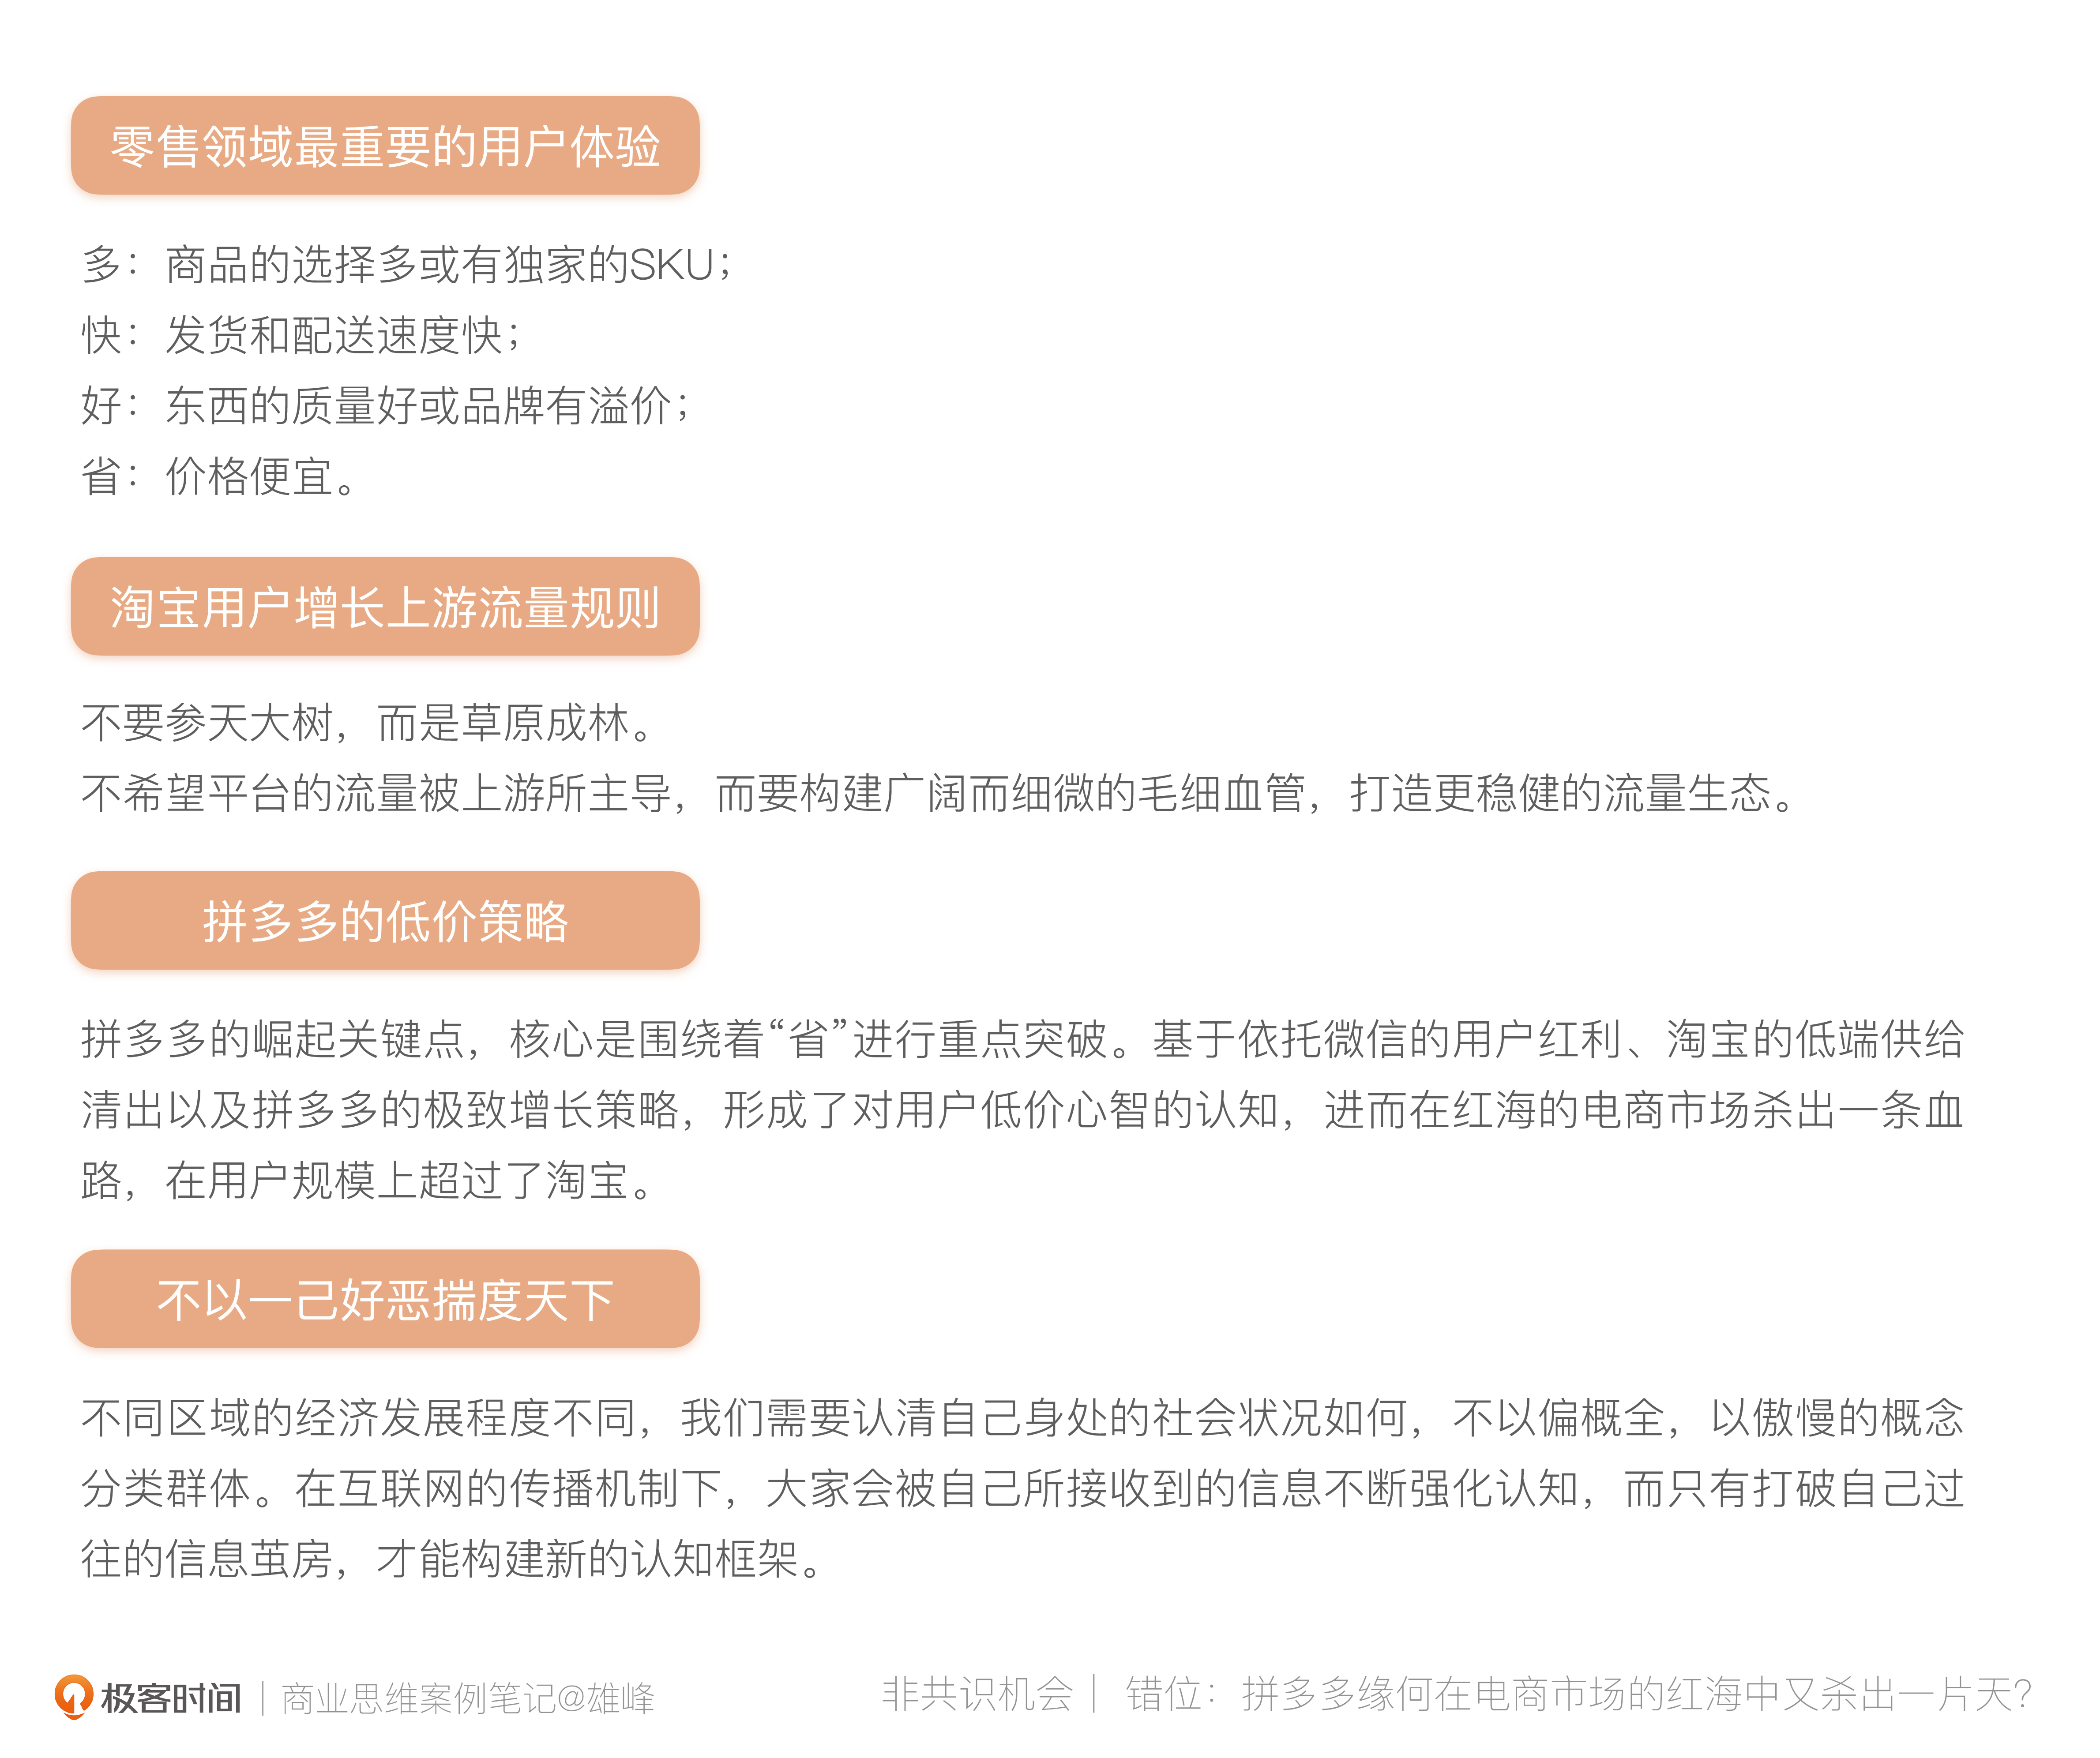 零售领域最重要的用户体验
多：商品的选择多或有独家的SKU；
快：发货和配送速度快；
好：东西的质量好或品牌有溢价；
省：价格便宜。
淘宝用户增长上游流量规则
不要参天大树，而是草原成林。
不希望平台的流量被上游所主导，而要构建广阔而细微的毛细血管，打造更稳健的流量生态。
拼多多的低价策略
拼多多的崛起关键点，核心是围绕着“省”进行重点突破。基于依托微信的用户红利、淘宝的低端供给
清出以及拼多多的极致增长策略，形成了对用户低价心智的认知，进而在红海的电商市场杀出一条血
路，在用户规模上超过了淘宝。
不以一己好恶揣度天下
不同区域的经济发展程度不同，我们需要认清自己身处的社会状况如何，不以偏概全，以傲慢的概念
分类群体。在互联网的传播机制下，大家会被自己所接收到的信息不断强化认知，而只有打破自己过
往的信息茧房，才能构建新的认知框架。
极客时间｜商业思维案例笔记@雄峰
非共识机会｜ 错位：拼多多缘何在电商市场的红海中又杀出一片天？